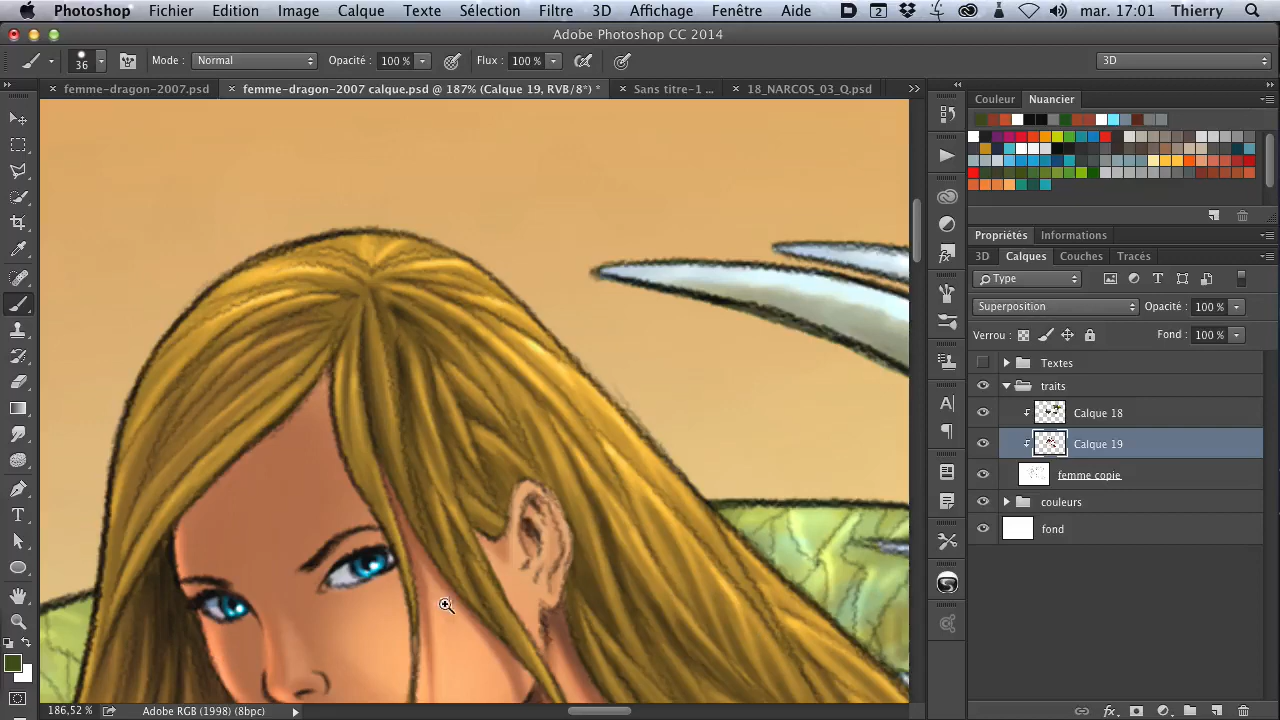 Photoshop Fichier Edition Image Calque Texte Sélection Filtre 3D Affichage Fenêtre Aide 2 mar. 17:01 Thierry
Adobe Photoshop CC 2014
36 Mode : Normal Opacité : 100 % Flux : 100 % 3D
femme-dragon-2007.psd femme-dragon-2007 calque.psd @ 187% (Calque 19, RVB/8*) * Sans titre-1 ... 18_NARCOS_03_Q.psd
Couleur Nuancier
Propriétés Informations
3D Calques Couches Tracés
Type
Superposition Opacité : 100 %
Verrou : Fond : 100 %
Textes
traits
Calque 18
Calque 19
femme copie
couleurs
fond
186,52 % Adobe RGB (1998) (8bpc)